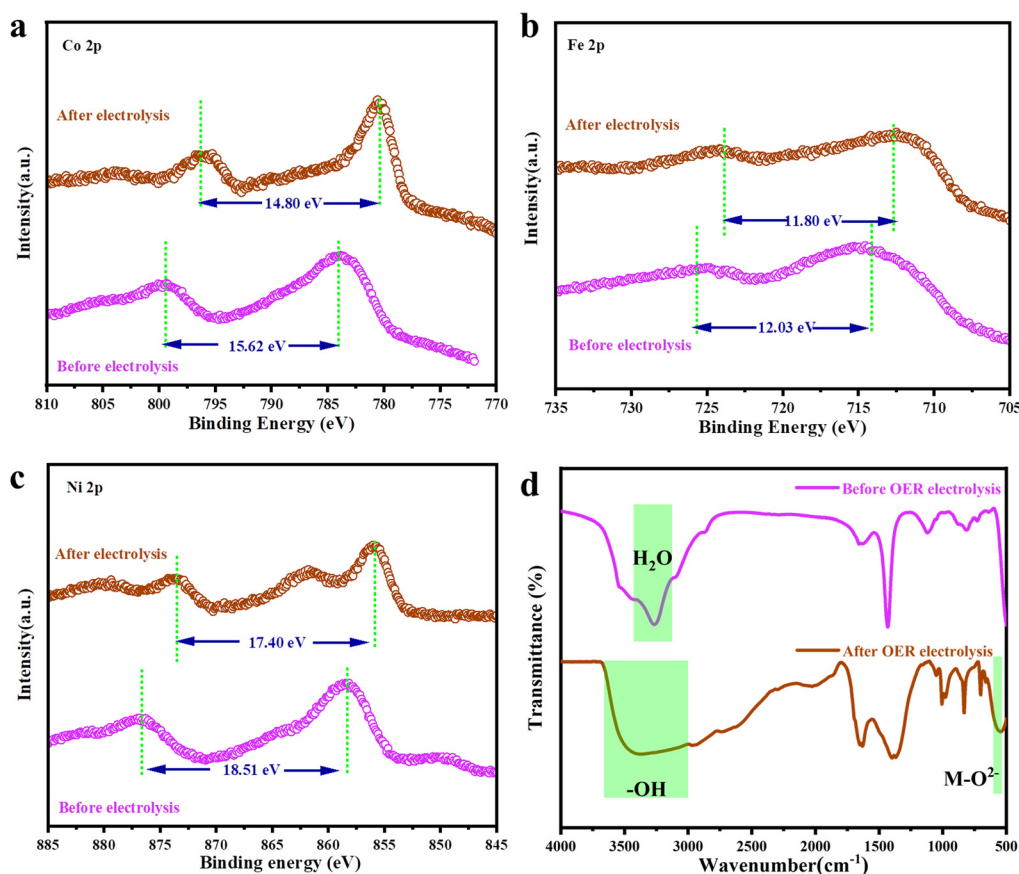 a
Co 2p
After electrolysis
14.80 eV
15.62 eV
Before electrolysis
Intensity(a.u.)
810 805 800 795 790 785 780 775 770
Binding Energy (eV)
b
Fe 2p
After electrolysis
11.80 eV
12.03 eV
Before electrolysis
Intensity(a.u.)
735 730 725 720 715 710 705
Binding Energy (eV)
c
Ni 2p
After electrolysis
17.40 eV
18.51 eV
Before electrolysis
Intensity(a.u.)
885 880 875 870 865 860 855 850 845
Binding energy (eV)
d
Before OER electrolysis
H₂O
After OER electrolysis
-OH
M-O²⁻
Transmittance (%)
4000 3500 3000 2500 2000 1500 1000 500
Wavenumber(cm⁻¹)